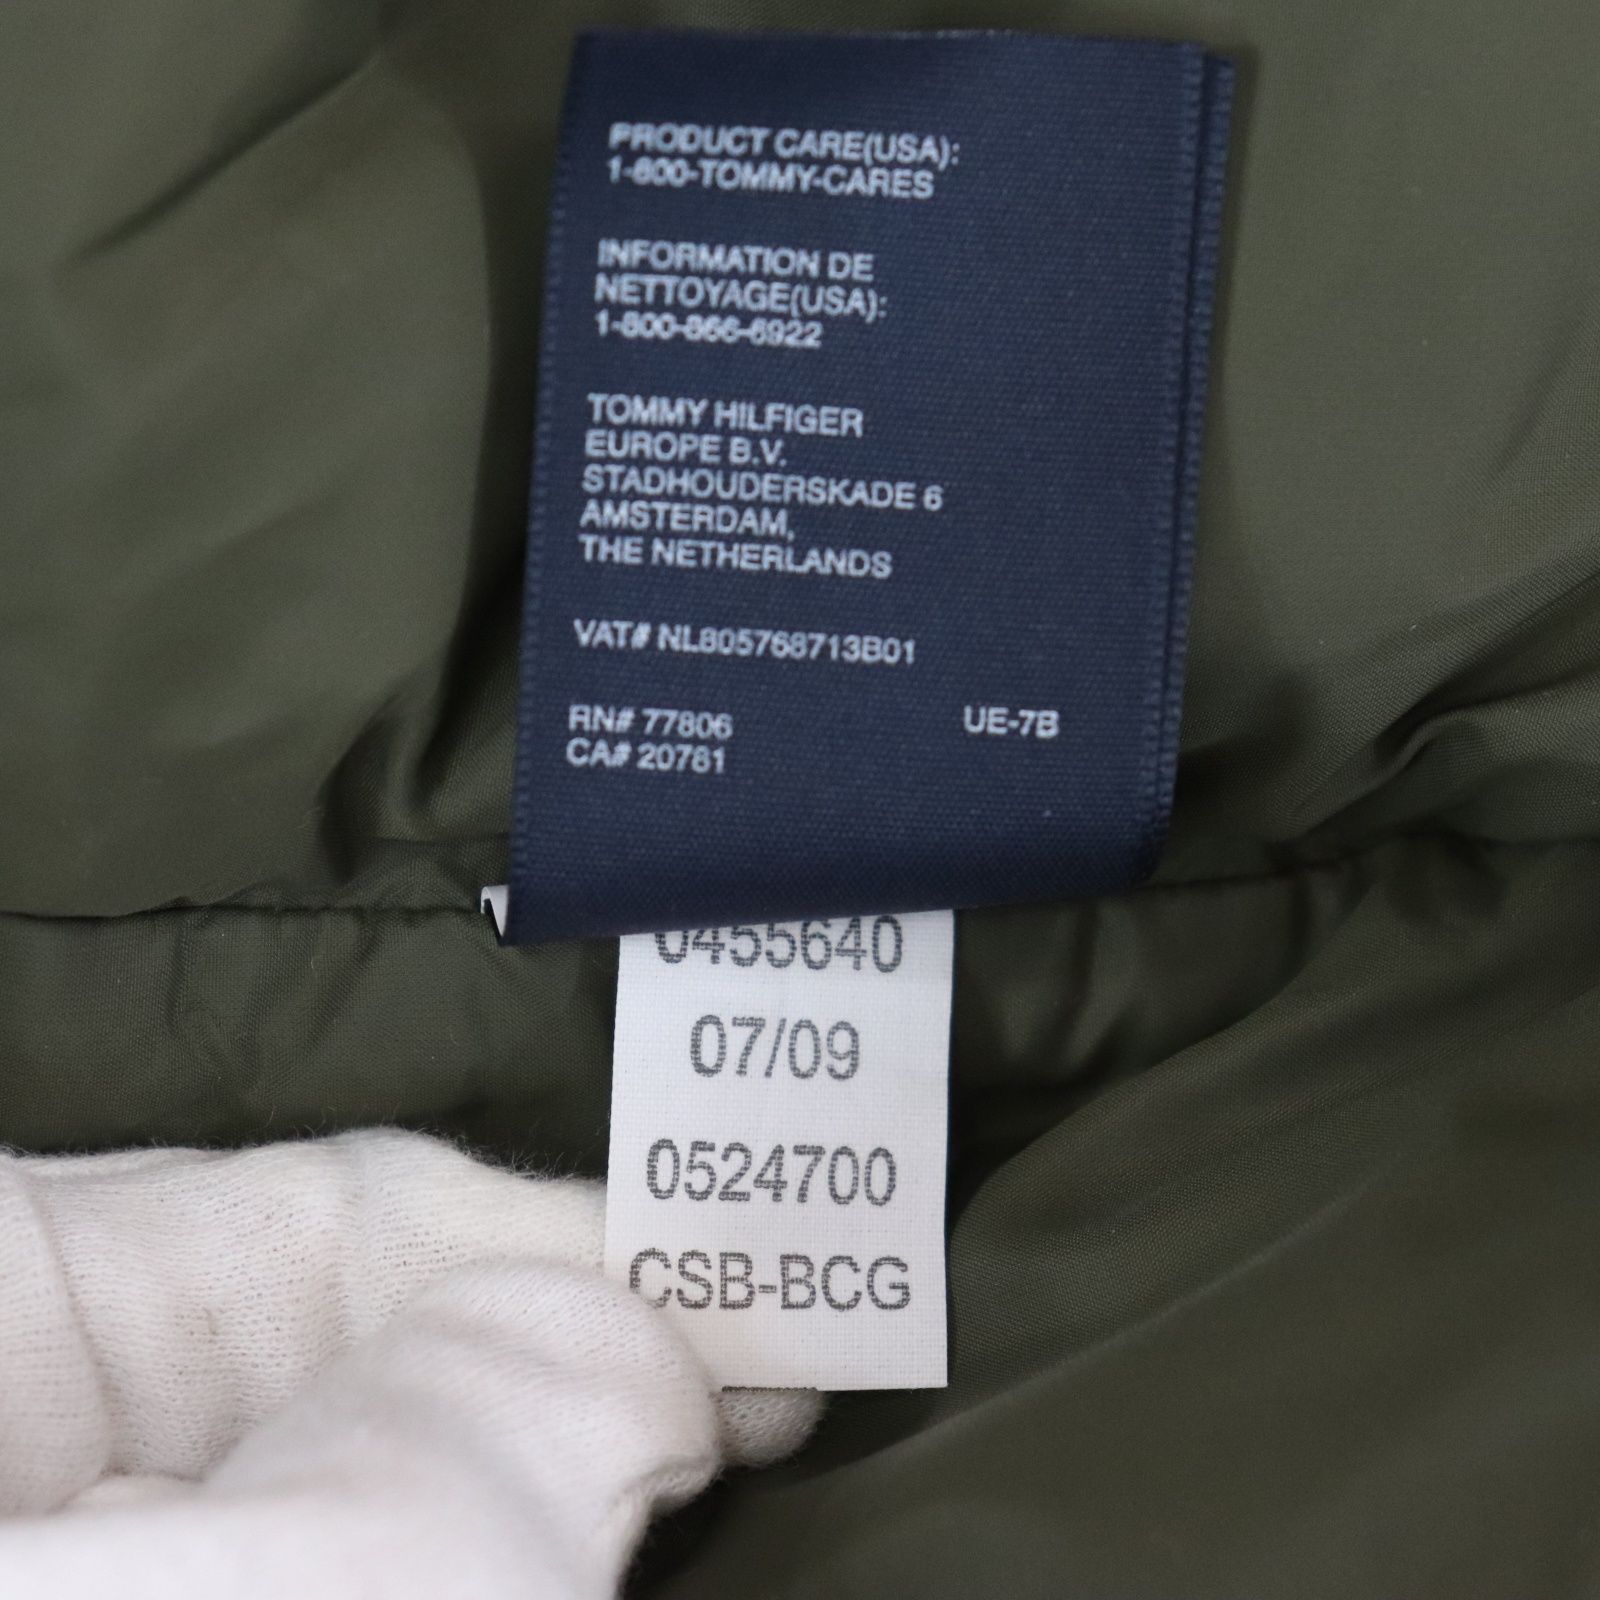 PRODUCT CARE(USA):
1-800-TOMMY-CARES
INFORMATION DE
NETTOYAGE(USA):
1-800-866-6922
TOMMY HILFIGER
EUROPE B.V.
STADHOUDERSKADE 6
AMSTERDAM,
THE NETHERLANDS
VAT# NL805768713B01
RN# 77806 UE-7B
CA# 20781
0455640
07/09
0524700
CSB-BCG